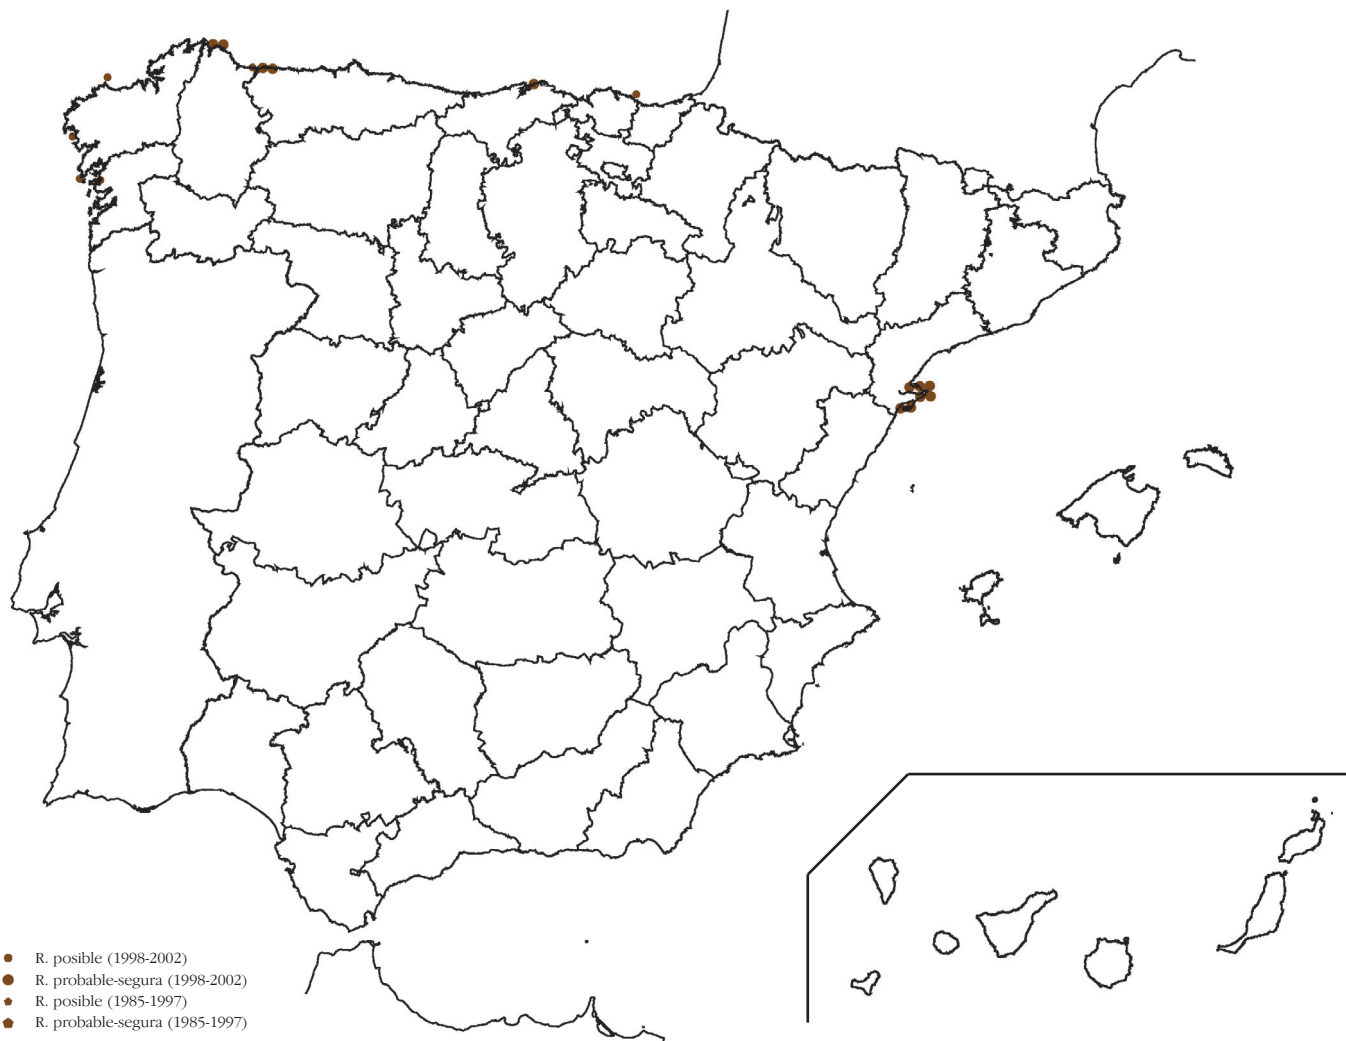 R. posible (1998-2002)
R. probable-segura (1998-2002)
R. posible (1985-1997)
R. probable-segura (1985-1997)